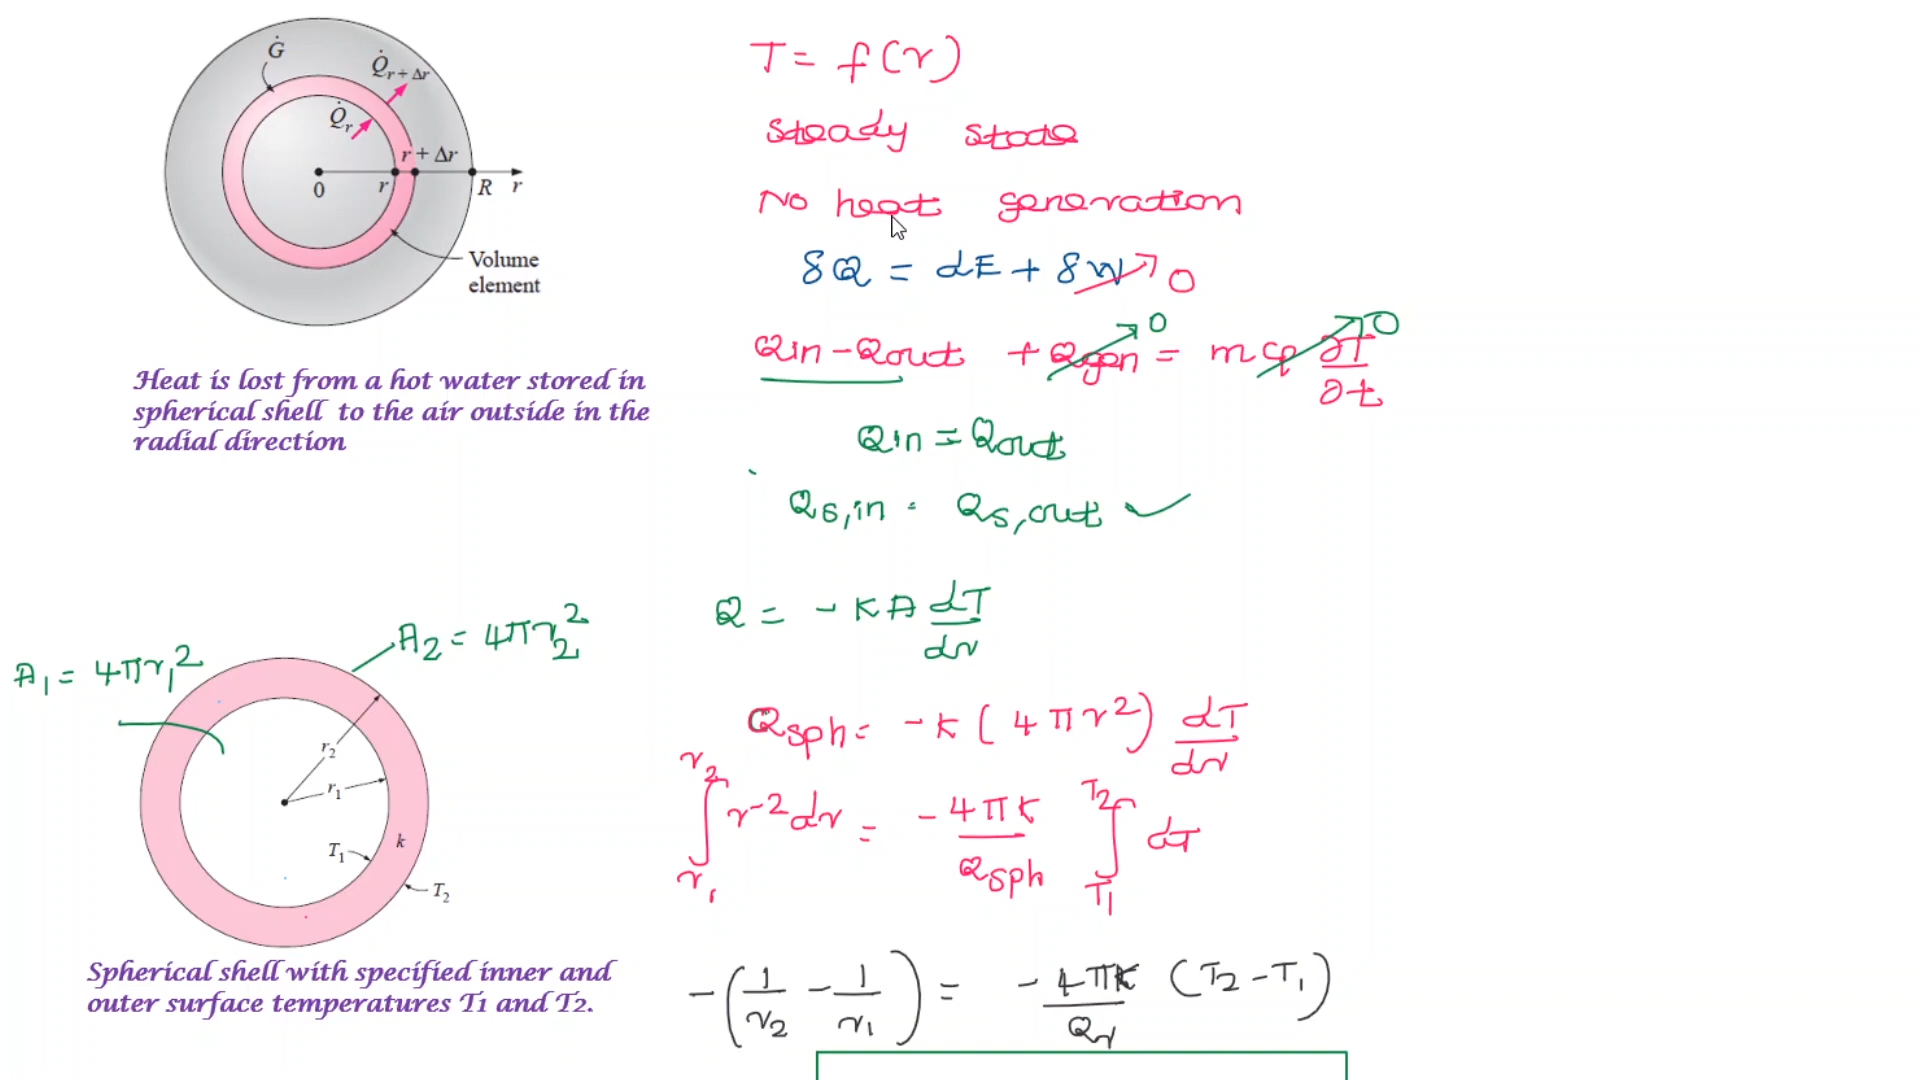 Ġ
Q̇r + Δr
Q̇r
r + Δr
0 r R r
Volume
element
Heat is lost from a hot water stored in
spherical shell to the air outside in the
radial direction
T = f(r)
steady state
No heat generation
δQ = dE + δW 0
Qin - Qout + Qgen 0 = m cp ∂T/∂t 0
Qin = Qout
Qs,in = Qs,out ✓
Q = - K A dT/dr
A1 = 4πr1²
A2 = 4πr2²
r2
r1
T1
k
T2
Spherical shell with specified inner and
outer surface temperatures T1 and T2.
Qsph = - K (4πr²) dT/dr
∫r1^r2 r^-2 dr = - 4πK/Qsph ∫T1^T2 dT
- (1/r2 - 1/r1) = - 4πK/Qr (T2 - T1)